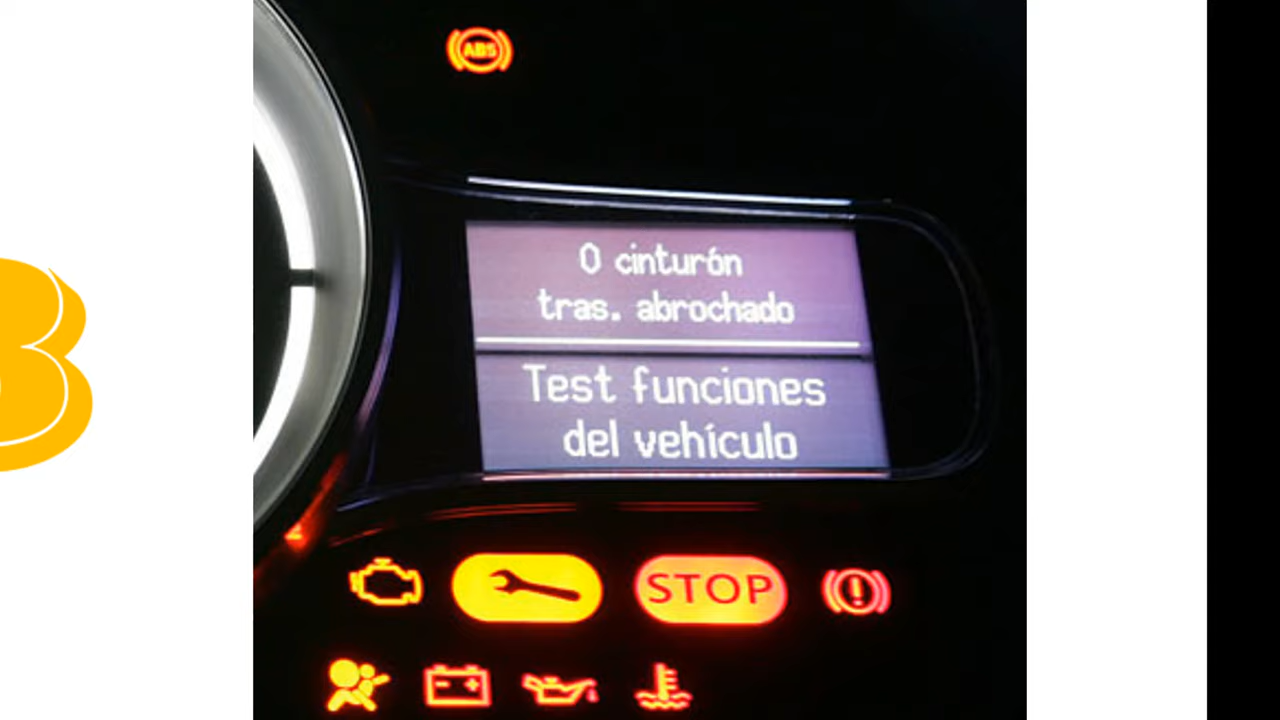 ABS
0 cinturón
tras. abrochado
Test funciones
del vehículo
STOP